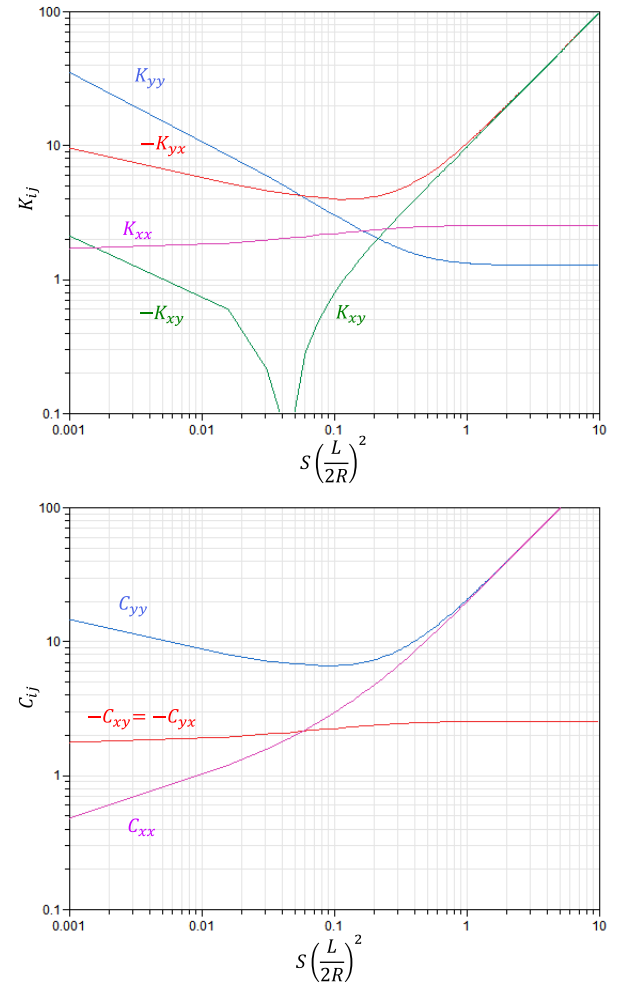 100
K_yy
−K_yx
10
K_ij
K_xx
1
−K_xy
K_xy
0.1
0.001 0.01 0.1 1 10
S(L/2R)^2
100
C_yy
10
C_ij
−C_xy = −C_yx
1
C_xx
0.1
0.001 0.01 0.1 1 10
S(L/2R)^2